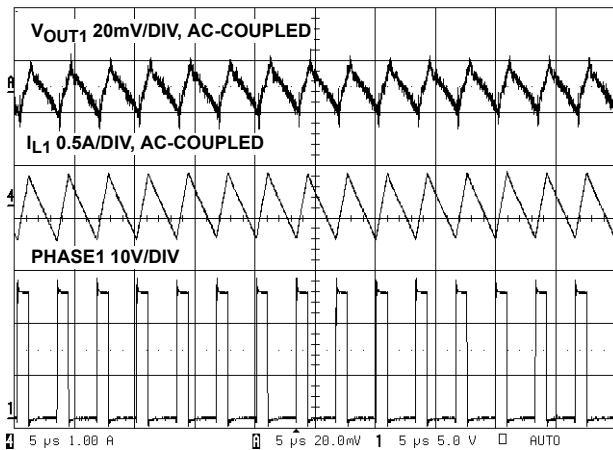 VOUT1 20mV/DIV, AC-COUPLED
A
IL1 0.5A/DIV, AC-COUPLED
4
PHASE1 10V/DIV
1
4 5 µs 1.00 A A 5 µs 20.0mV 1 5 µs 5.0 V AUTO